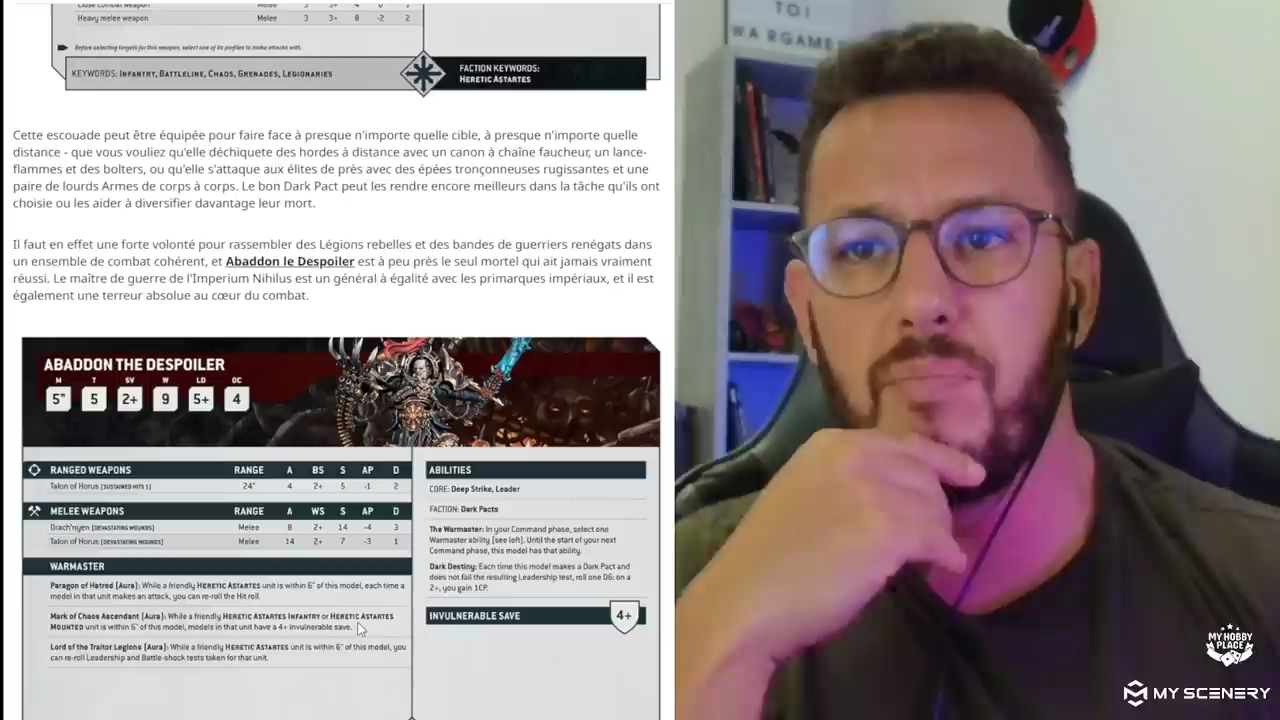 Close combat weapon Melee 3 3+ 4 0 1
Heavy melee weapon Melee 3 3+ 8 -2 2
Before selecting targets for this weapon, select one of its profiles to make attacks with.
KEYWORDS: INFANTRY, BATTLELINE, CHAOS, GRENADES, LEGIONARIES
FACTION KEYWORDS:
HERETIC ASTARTES
Cette escouade peut être équipée pour faire face à presque n'importe quelle cible, à presque n'importe quelle
distance - que vous vouliez qu'elle déchiquete des hordes à distance avec un canon à chaîne faucheur, un lance-
flammes et des bolters, ou qu'elle s'attaque aux élites de près avec des épées tronçonneuses rugissantes et une
paire de lourds Armes de corps à corps. Le bon Dark Pact peut les rendre encore meilleurs dans la tâche qu'ils ont
choisie ou les aider à diversifier davantage leur mort.
Il faut en effet une forte volonté pour rassembler des Légions rebelles et des bandes de guerriers renégats dans
un ensemble de combat cohérent, et Abaddon le Despoiler est à peu près le seul mortel qui ait jamais vraiment
réussi. Le maître de guerre de l'Imperium Nihilus est un général à égalité avec les primarques impériaux, et il est
également une terreur absolue au cœur du combat.
ABADDON THE DESPOILER
M T SV W LD OC
5" 5 2+ 9 5+ 4
RANGED WEAPONS RANGE A BS S AP D
Talon of Horus [SUSTAINED HITS 1] 24" 4 2+ 5 -1 2
MELEE WEAPONS RANGE A WS S AP D
Drach'nyen [DEVASTATING WOUNDS] Melee 8 2+ 14 -4 3
Talon of Horus [DEVASTATING WOUNDS] Melee 14 2+ 7 -3 1
WARMASTER
Paragon of Hatred (Aura): While a friendly HERETIC ASTARTES unit is within 6" of this model, each time a
model in that unit makes an attack, you can re-roll the Hit roll.
Mark of Chaos Ascendant (Aura): While a friendly HERETIC ASTARTES INFANTRY or HERETIC ASTARTES
MOUNTED unit is within 6" of this model, models in that unit have a 4+ invulnerable save.
Lord of the Traitor Legions (Aura): While a friendly HERETIC ASTARTES unit is within 6" of this model, you
can re-roll Leadership and Battle-shock tests taken for that unit.
ABILITIES
CORE: Deep Strike, Leader
FACTION: Dark Pacts
The Warmaster: In your Command phase, select one
Warmaster ability (see left). Until the start of your next
Command phase, this model has that ability.
Dark Destiny: Each time this model makes a Dark Pact and
does not fail the resulting Leadership test, roll one D6: on a
2+, you gain 1CP.
INVULNERABLE SAVE 4+
TOI
WARGAME
MY HOBBY
PLACE
MY SCENERY